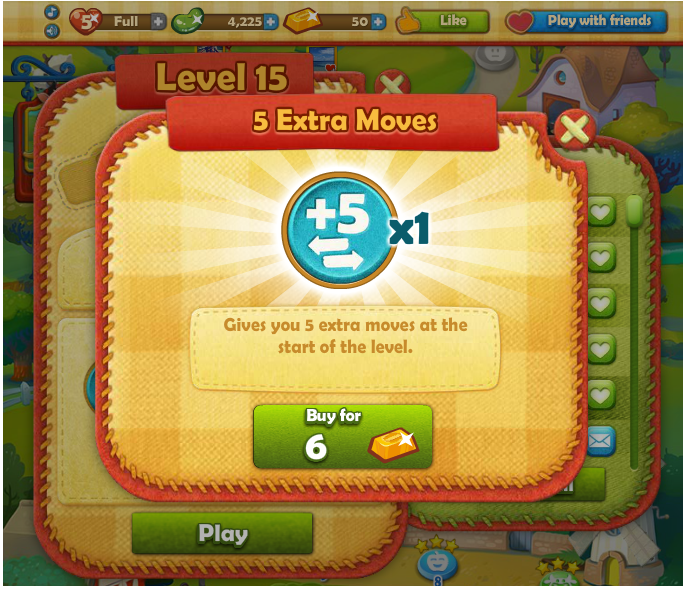 5 Full + 4,225 + 50 + Like Play with friends
Level 15
5 Extra Moves
+5
x1
Gives you 5 extra moves at the
start of the level.
Buy for
6
Play
8